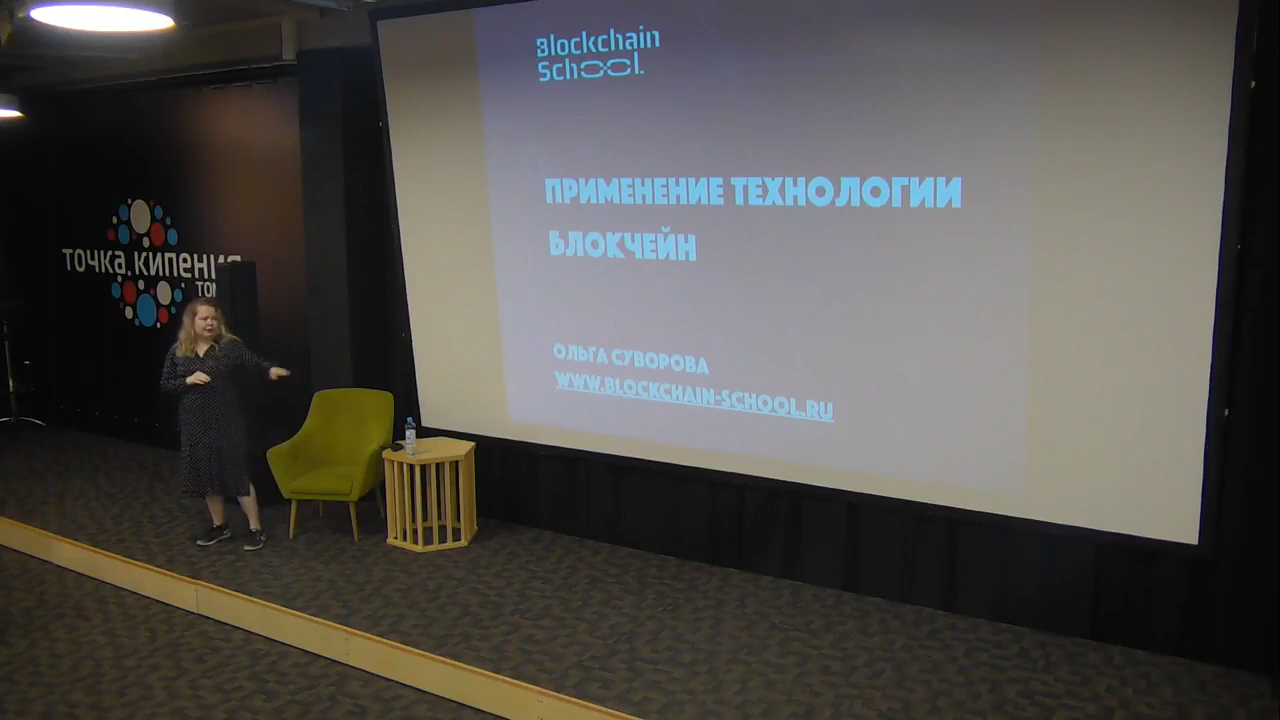 Blockchain
School.
ПРИМЕНЕНИЕ ТЕХНОЛОГИИ
БЛОКЧЕЙН
ОЛЬГА СУВОРОВА
WWW.BLOCKCHAIN-SCHOOL.RU
точка кипения